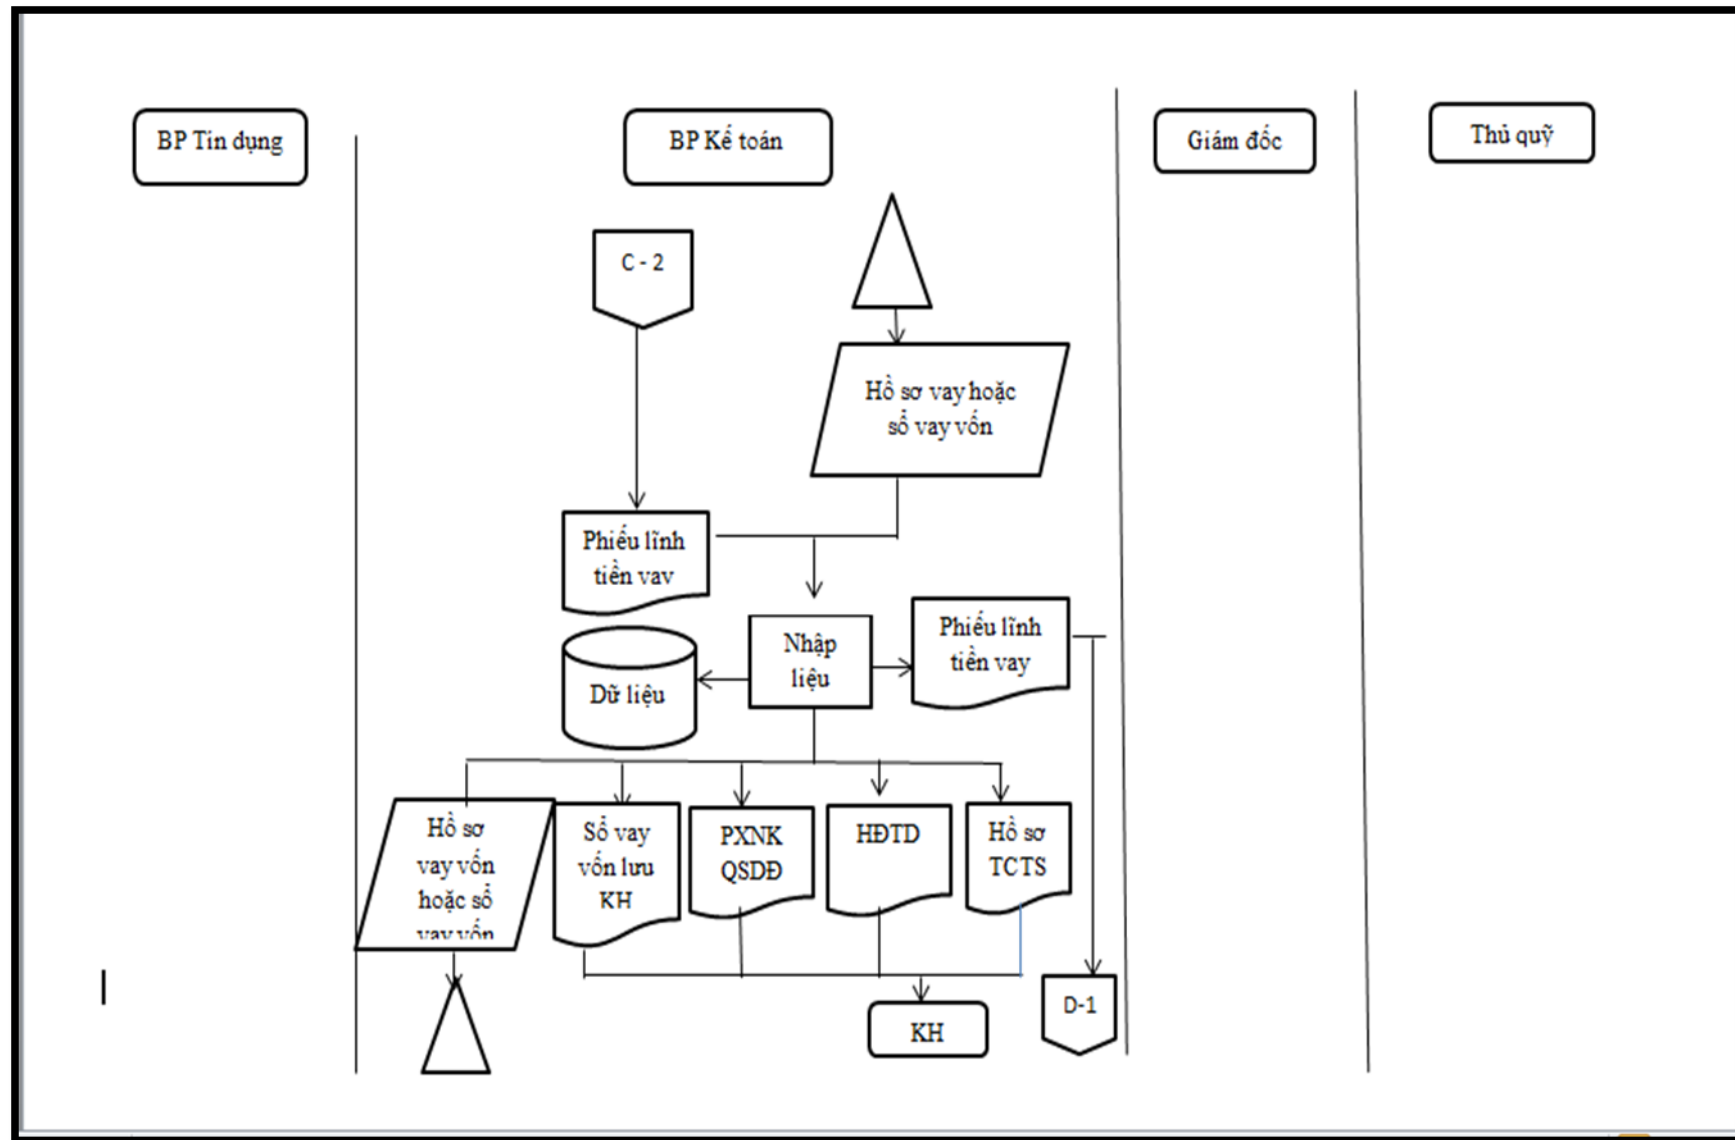 BP Tín dụng
BP Kế toán
Giám đốc
Thủ quỹ
C - 2
Hồ sơ vay hoặc
sổ vay vốn
Phiếu lĩnh
tiền vay
Nhập
liệu
Phiếu lĩnh
tiền vay
Dữ liệu
Hồ sơ
vay vốn
hoặc sổ
vay vốn
Sổ vay
vốn lưu
KH
PXNK
QSDĐ
HĐTD
Hồ sơ
TCTS
KH
D-1